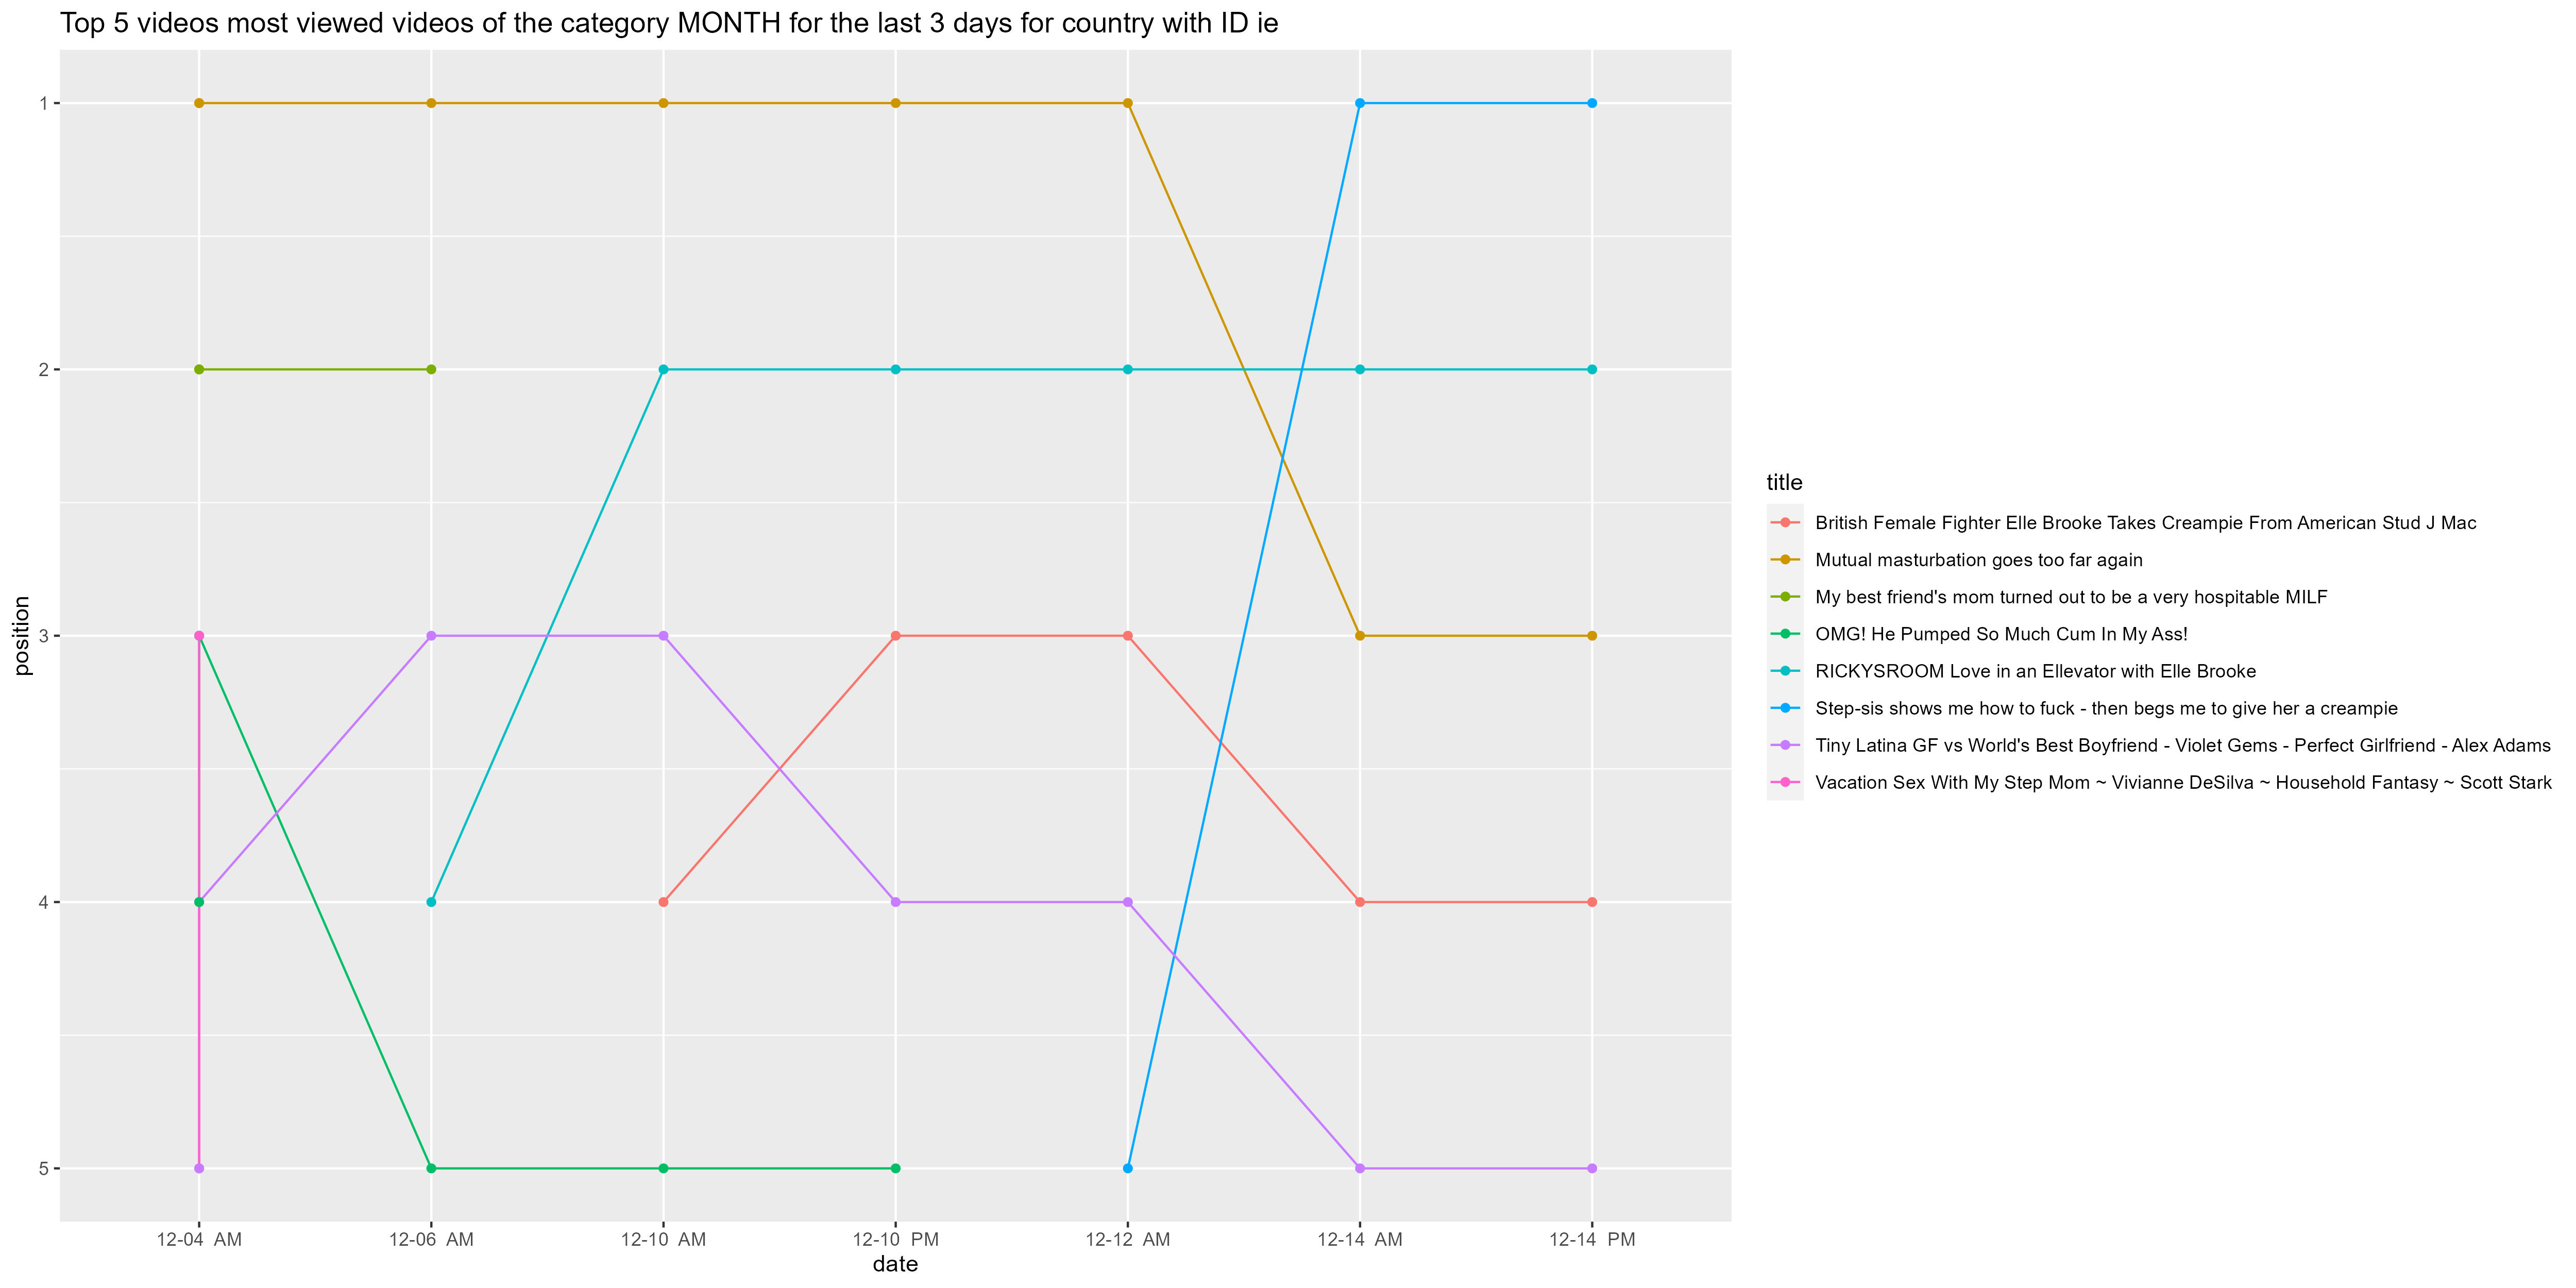 Top 5 videos most viewed videos of the category MONTH for the last 3 days for country with ID ie
position
1
2
3
4
5
12-04 AM
12-06 AM
12-10 AM
12-10 PM
12-12 AM
12-14 AM
12-14 PM
date
title
British Female Fighter Elle Brooke Takes Creampie From American Stud J Mac
Mutual masturbation goes too far again
My best friend's mom turned out to be a very hospitable MILF
OMG! He Pumped So Much Cum In My Ass!
RICKYSROOM Love in an Ellevator with Elle Brooke
Step-sis shows me how to fuck - then begs me to give her a creampie
Tiny Latina GF vs World's Best Boyfriend - Violet Gems - Perfect Girlfriend - Alex Adams
Vacation Sex With My Step Mom ~ Vivianne DeSilva ~ Household Fantasy ~ Scott Stark